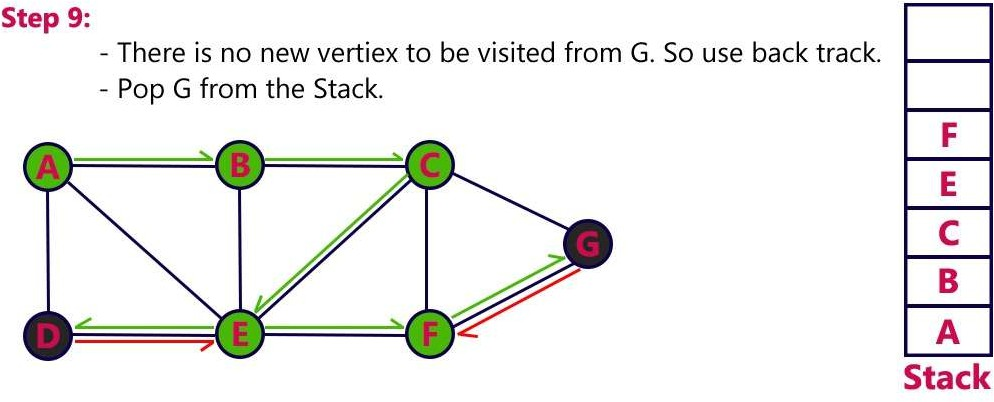 Step 9:
- There is no new vertiex to be visited from G. So use back track.
- Pop G from the Stack.
A
B
C
G
D
E
F
F
E
C
B
A
Stack